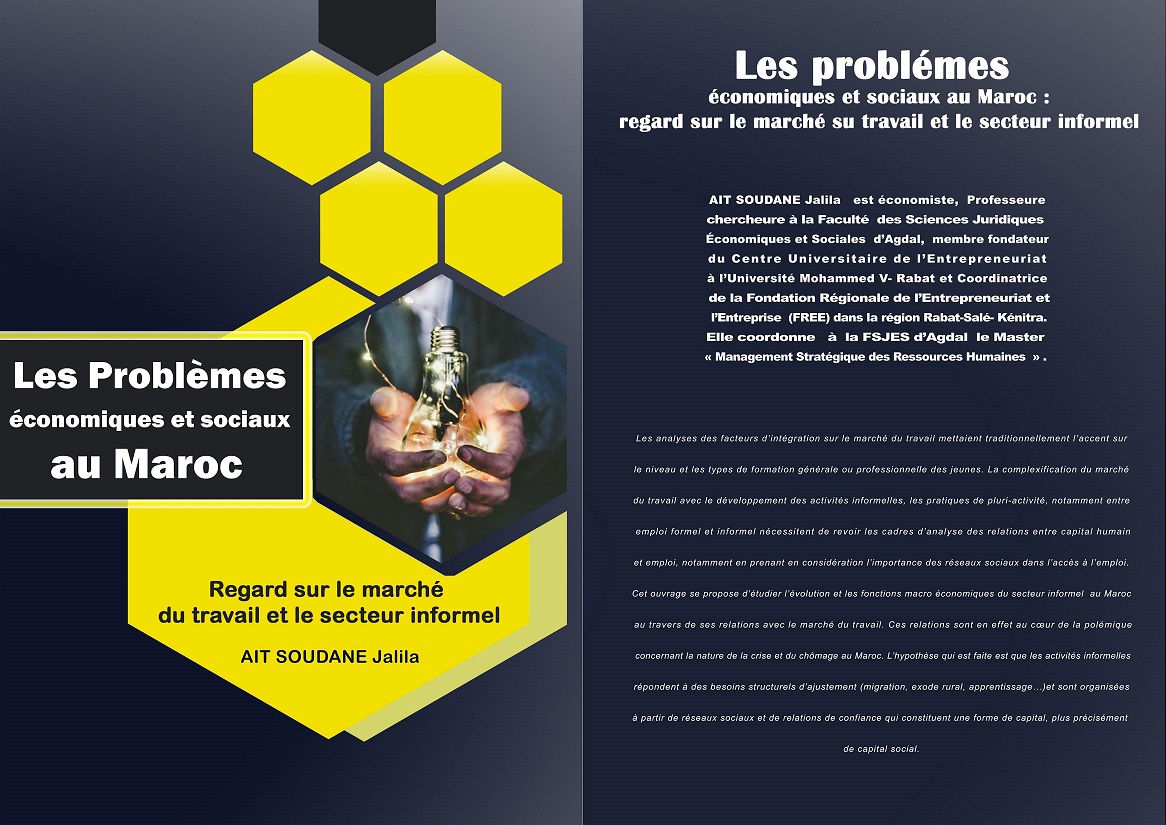 Les Problèmes
économiques et sociaux
au Maroc
Regard sur le marché
du travail et le secteur informel
AIT SOUDANE Jalila
Les problémes
économiques et sociaux au Maroc :
regard sur le marché su travail et le secteur informel
AIT SOUDANE Jalila est économiste, Professeure
chercheure à la Faculté des Sciences Juridiques
Économiques et Sociales d'Agdal, membre fondateur
du Centre Universitaire de l'Entrepreneuriat
à l'Université Mohammed V- Rabat et Coordinatrice
de la Fondation Régionale de l'Entrepreneuriat et
l'Entreprise (FREE) dans la région Rabat-Salé- Kénitra.
Elle coordonne à la FSJES d'Agdal le Master
« Management Stratégique des Ressources Humaines » .
Les analyses des facteurs d'intégration sur le marché du travail mettaient traditionnellement l'accent sur
le niveau et les types de formation générale ou professionnelle des jeunes. La complexification du marché
du travail avec le développement des activités informelles, les pratiques de pluri-activité, notamment entre
emploi formel et informel nécessitent de revoir les cadres d'analyse des relations entre capital humain
et emploi, notamment en prenant en considération l'importance des réseaux sociaux dans l'accès à l'emploi.
Cet ouvrage se propose d'étudier l'évolution et les fonctions macro économiques du secteur informel au Maroc
au travers de ses relations avec le marché du travail. Ces relations sont en effet au cœur de la polémique
concernant la nature de la crise et du chômage au Maroc. L'hypothèse qui est faite est que les activités informelles
répondent à des besoins structurels d'ajustement (migration, exode rural, apprentissage…)et sont organisées
à partir de réseaux sociaux et de relations de confiance qui constituent une forme de capital, plus précisément
de capital social.